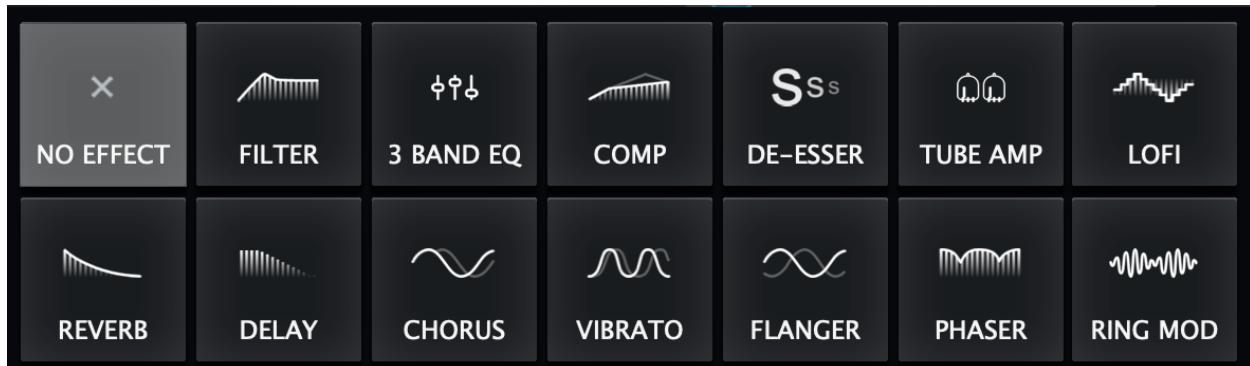 NO EFFECT
FILTER
3 BAND EQ
COMP
Sss
DE-ESSER
TUBE AMP
LOFI
REVERB
DELAY
CHORUS
VIBRATO
FLANGER
PHASER
RING MOD